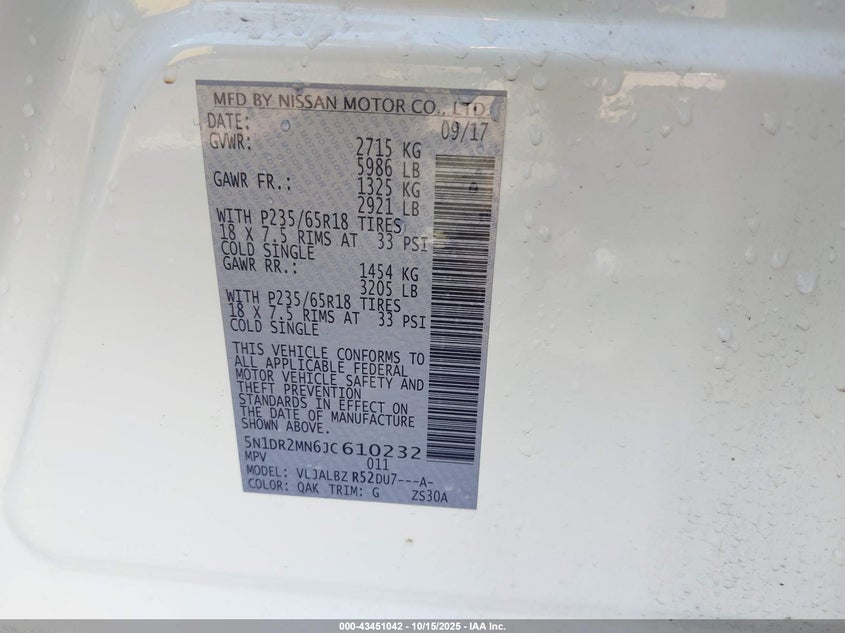 MFD BY NISSAN MOTOR CO., LTD.
DATE: 09/17
GVWR: 2715 KG
5986 LB
GAWR FR.: 1325 KG
2921 LB
WITH P235/65R18 TIRES
18 X 7.5 RIMS AT 33 PSI
COLD SINGLE
GAWR RR.: 1454 KG
3205 LB
WITH P235/65R18 TIRES
18 X 7.5 RIMS AT 33 PSI
COLD SINGLE
THIS VEHICLE CONFORMS TO
ALL APPLICABLE FEDERAL
MOTOR VEHICLE SAFETY AND
THEFT PREVENTION
STANDARDS IN EFFECT ON
THE DATE OF MANUFACTURE
SHOWN ABOVE.
5N1DR2MN6JC610232
MPV 011
MODEL: VLJALBZ R52DU7---A-
COLOR: QAK TRIM: G ZS30A
000-43451042 - 10/15/2025 - IAA Inc.